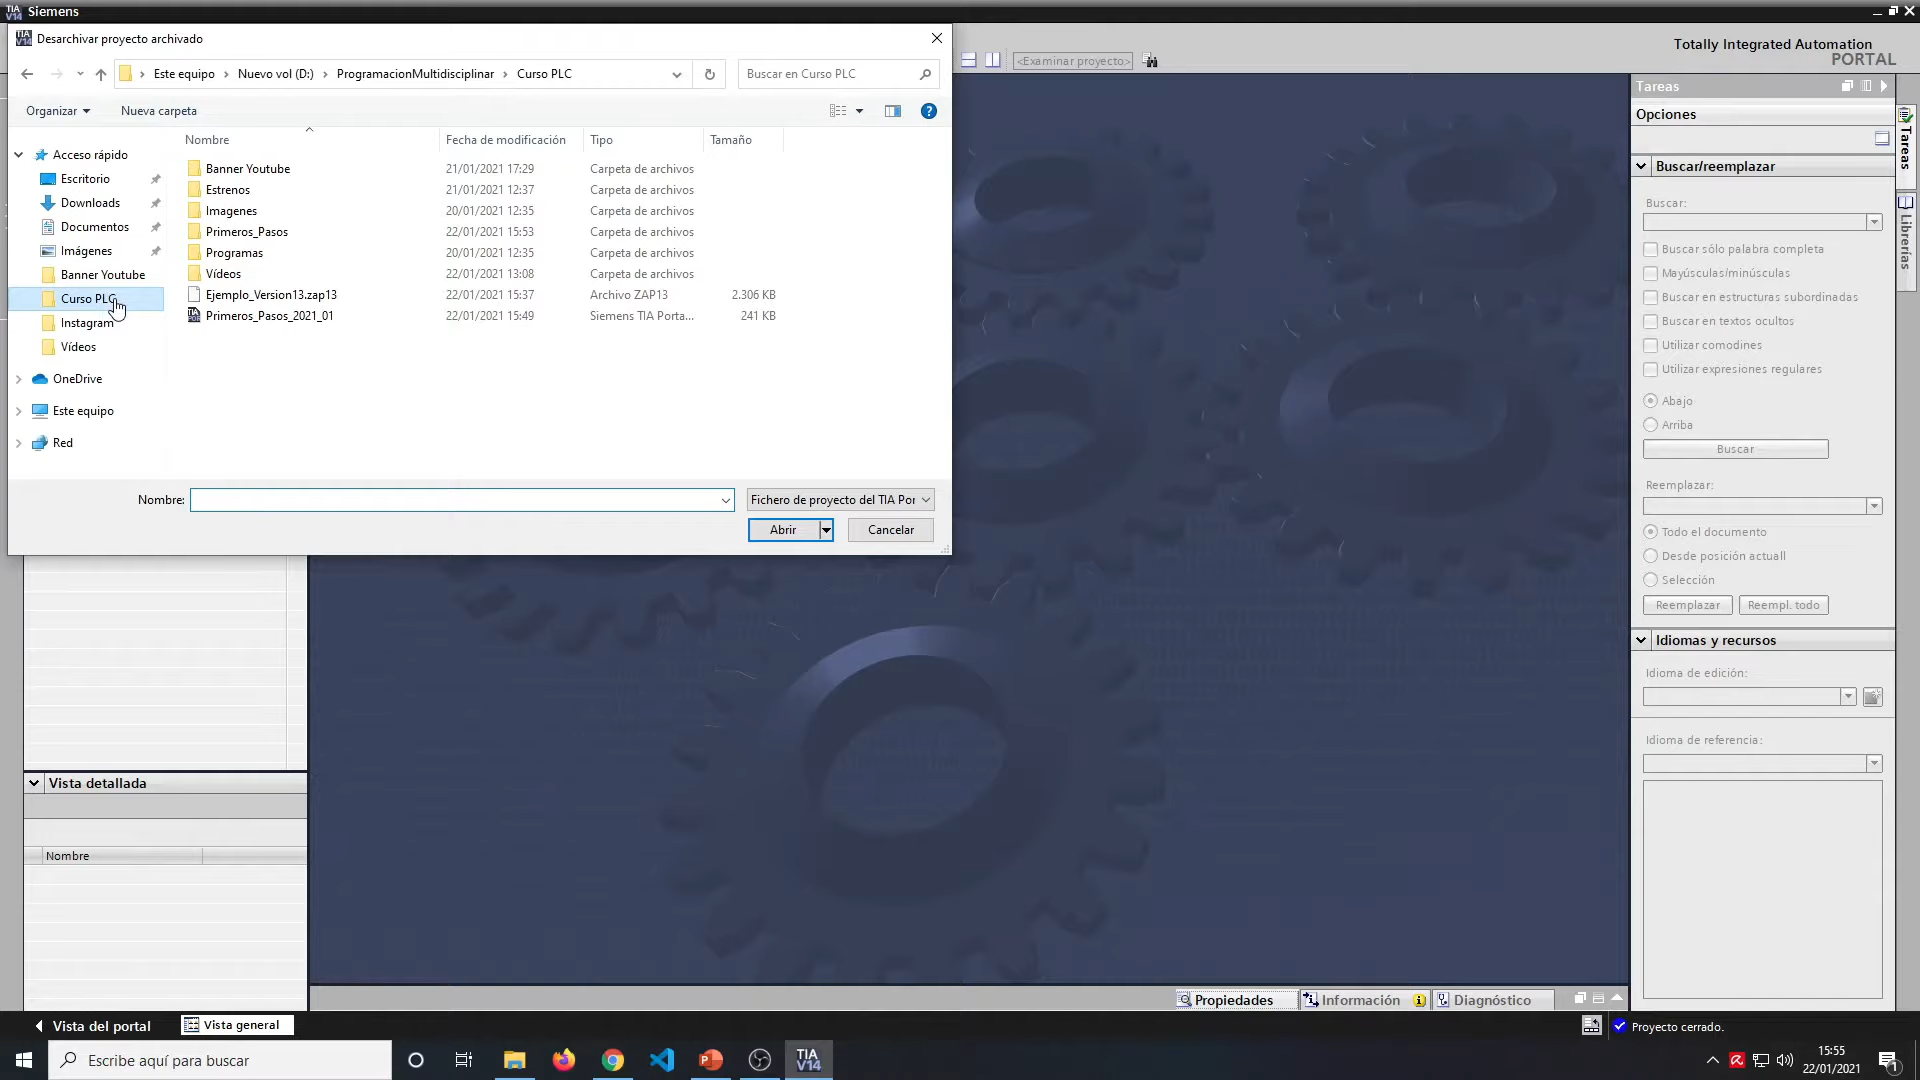 TIA V14 Siemens
TIA V14 Desarchivar proyecto archivado
Este equipo > Nuevo vol (D:) > ProgramacionMultidisciplinar > Curso PLC
Buscar en Curso PLC
Organizar
Nueva carpeta
Nombre Fecha de modificación Tipo Tamaño
Banner Youtube 21/01/2021 17:29 Carpeta de archivos
Estrenos 21/01/2021 12:37 Carpeta de archivos
Imagenes 20/01/2021 12:35 Carpeta de archivos
Primeros_Pasos 22/01/2021 15:53 Carpeta de archivos
Programas 20/01/2021 12:35 Carpeta de archivos
Vídeos 22/01/2021 13:08 Carpeta de archivos
Ejemplo_Version13.zap13 22/01/2021 15:37 Archivo ZAP13 2.306 KB
Primeros_Pasos_2021_01 22/01/2021 15:49 Siemens TIA Porta... 241 KB
Acceso rápido
Escritorio
Downloads
Documentos
Imágenes
Banner Youtube
Curso PLC
Instagram
Vídeos
OneDrive
Este equipo
Red
Nombre:
Fichero de proyecto del TIA Por
Abrir
Cancelar
<Examinar proyecto>
Totally Integrated Automation
PORTAL
Tareas
Opciones
Buscar/reemplazar
Buscar:
Buscar sólo palabra completa
Mayúsculas/minúsculas
Buscar en estructuras subordinadas
Buscar en textos ocultos
Utilizar comodines
Utilizar expresiones regulares
Abajo
Arriba
Buscar
Reemplazar:
Todo el documento
Desde posición actuall
Selección
Reemplazar
Reempl. todo
Idiomas y recursos
Idioma de edición:
Idioma de referencia:
Tareas
Librerías
Vista detallada
Nombre
Propiedades
Información
Diagnóstico
Vista del portal
Vista general
Proyecto cerrado.
Escribe aquí para buscar
TIA
V14
15:55
22/01/2021
1